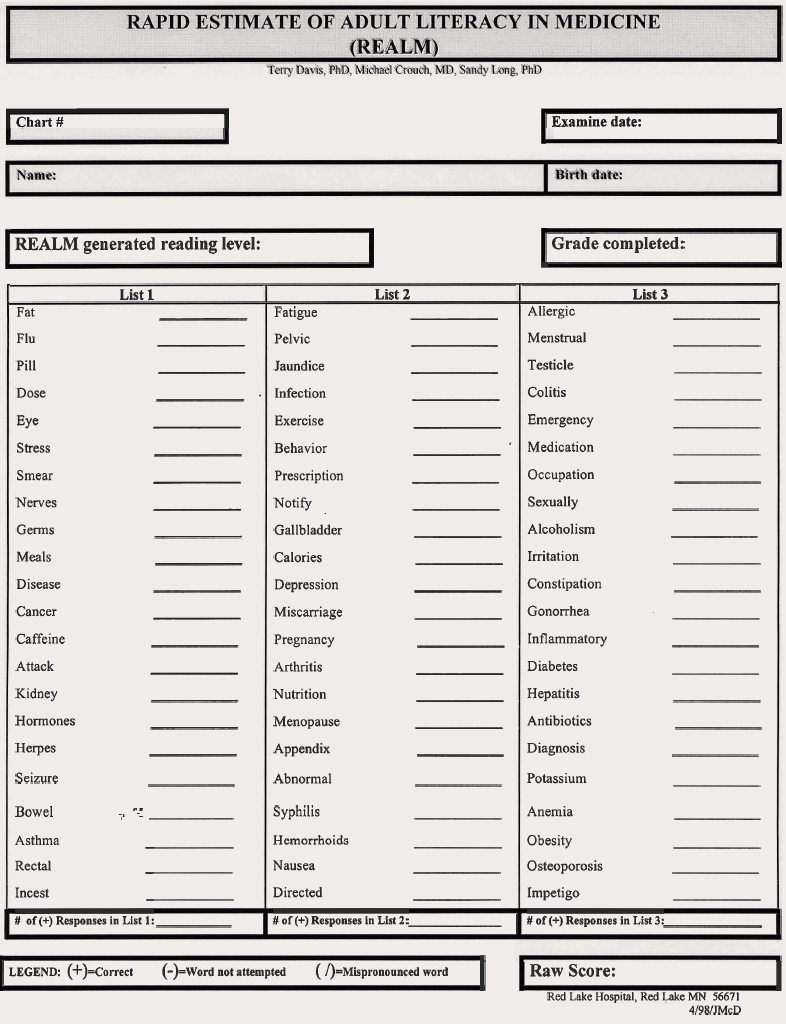 RAPID ESTIMATE OF ADULT LITERACY IN MEDICINE
(REALM)
Terry Davis, PhD, Michael Crouch, MD, Sandy Long, PhD
Chart # Examine date:
Name: Birth date:
REALM generated reading level: Grade completed:
List 1 List 2 List 3
Fat Fatigue Allergic
Flu Pelvic Menstrual
Pill Jaundice Testicle
Dose Infection Colitis
Eye Exercise Emergency
Stress Behavior Medication
Smear Prescription Occupation
Nerves Notify Sexually
Germs Gallbladder Alcoholism
Meals Calories Irritation
Disease Depression Constipation
Cancer Miscarriage Gonorrhea
Caffeine Pregnancy Inflammatory
Attack Arthritis Diabetes
Kidney Nutrition Hepatitis
Hormones Menopause Antibiotics
Herpes Appendix Diagnosis
Seizure Abnormal Potassium
Bowel Syphilis Anemia
Asthma Hemorrhoids Obesity
Rectal Nausea Osteoporosis
Incest Directed Impetigo
# of (+) Responses in List 1: # of (+) Responses in List 2: # of (+) Responses in List 3:
LEGEND: (+)=Correct (-)=Word not attempted ( /)=Mispronounced word Raw Score:
Red Lake Hospital, Red Lake MN 56671
4/98/JMcD